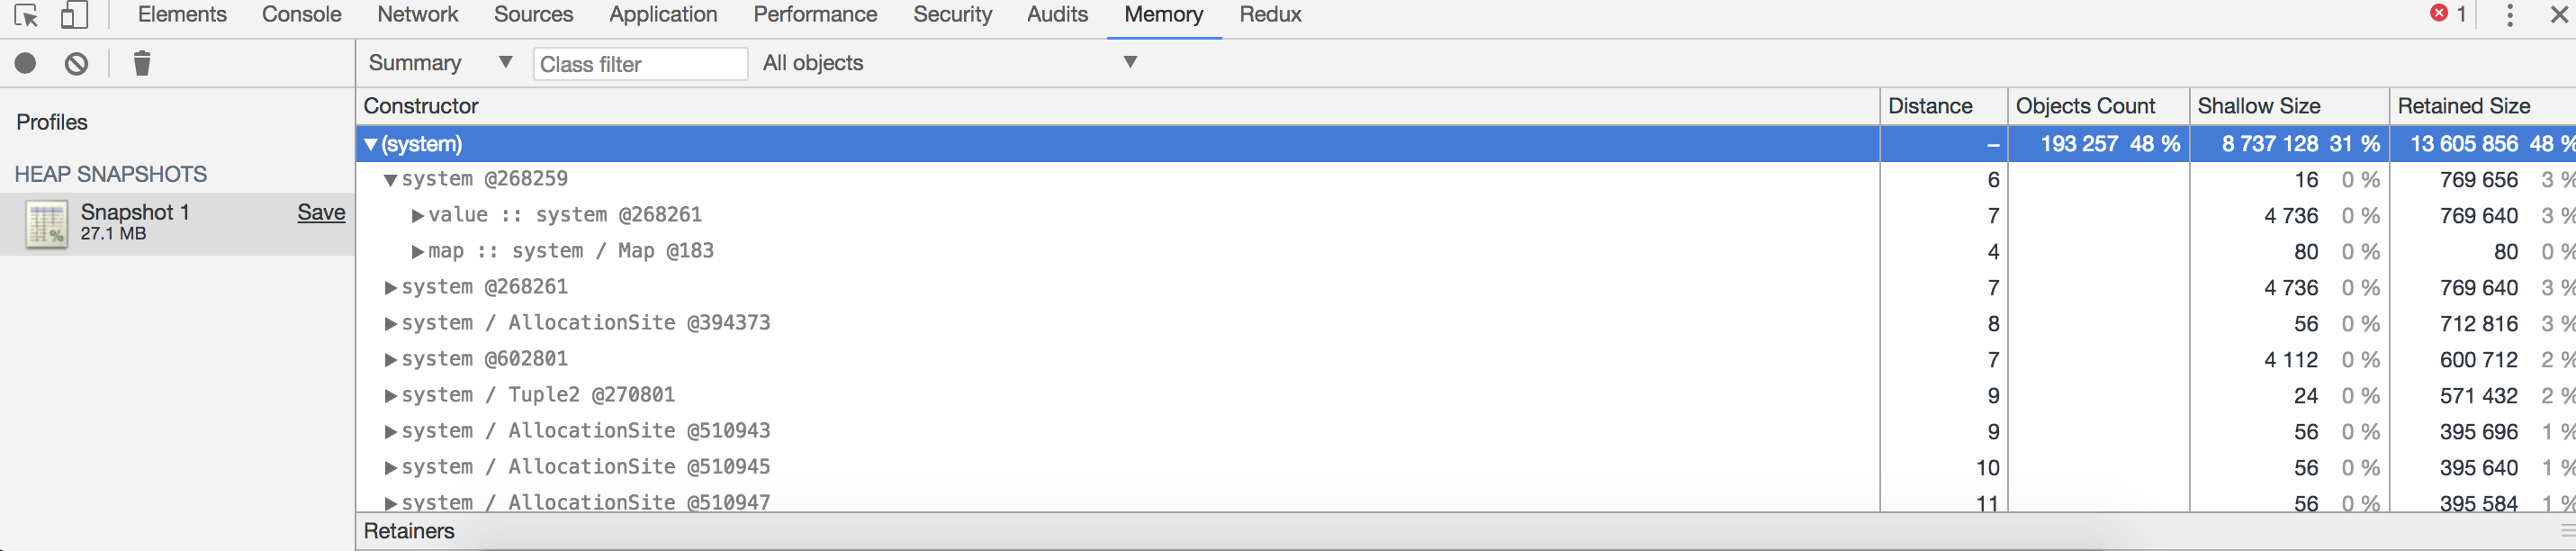 Elements Console Network Sources Application Performance Security Audits Memory Redux 1
Summary Class filter All objects
Profiles
HEAP SNAPSHOTS
Snapshot 1 Save
27.1 MB
Constructor Distance Objects Count Shallow Size Retained Size
(system) – 193 257 48 % 8 737 128 31 % 13 605 856 48 %
system @268259 6 16 0 % 769 656 3 %
value :: system @268261 7 4 736 0 % 769 640 3 %
map :: system / Map @183 4 80 0 % 80 0 %
system @268261 7 4 736 0 % 769 640 3 %
system / AllocationSite @394373 8 56 0 % 712 816 3 %
system @602801 7 4 112 0 % 600 712 2 %
system / Tuple2 @270801 9 24 0 % 571 432 2 %
system / AllocationSite @510943 9 56 0 % 395 696 1 %
system / AllocationSite @510945 10 56 0 % 395 640 1 %
system / AllocationSite @510947 11 56 0 % 395 584 1 %
Retainers